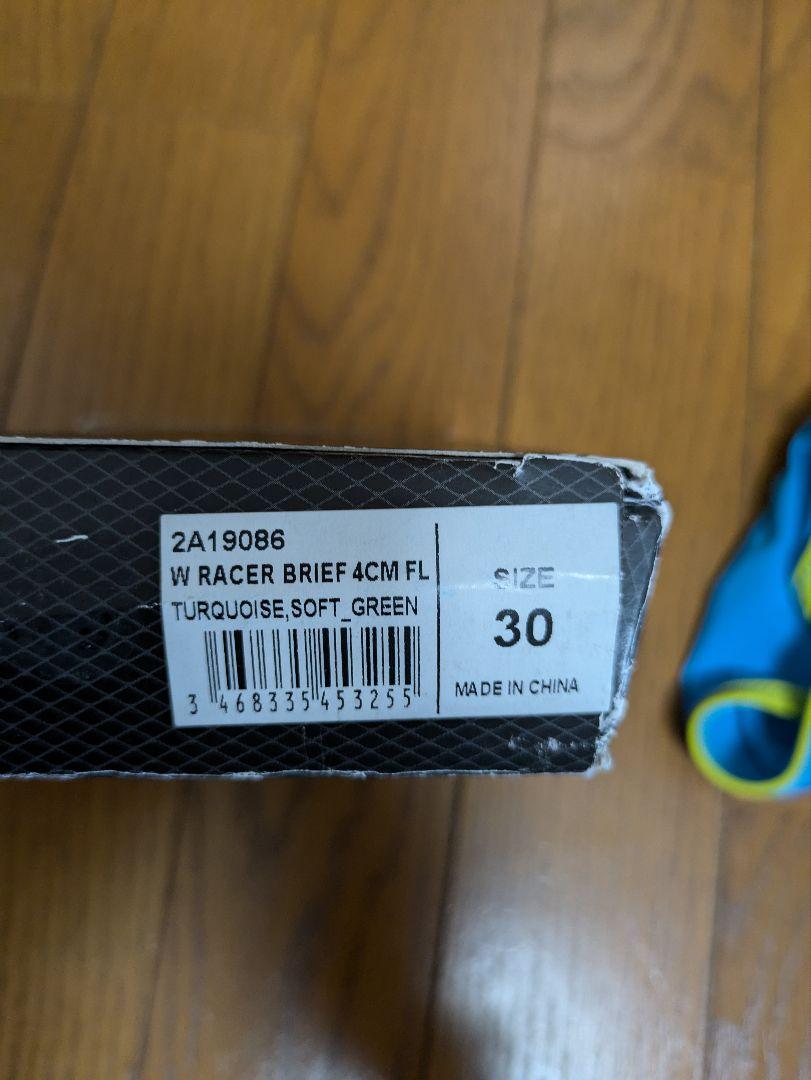 2A19086
W RACER BRIEF 4CM FL
TURQUOISE,SOFT_GREEN
3 468335 453255
SIZE
30
MADE IN CHINA